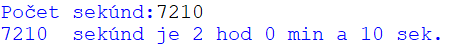 Počet sekúnd:7210
7210  sekúnd je 2 hod 0 min a 10 sek.